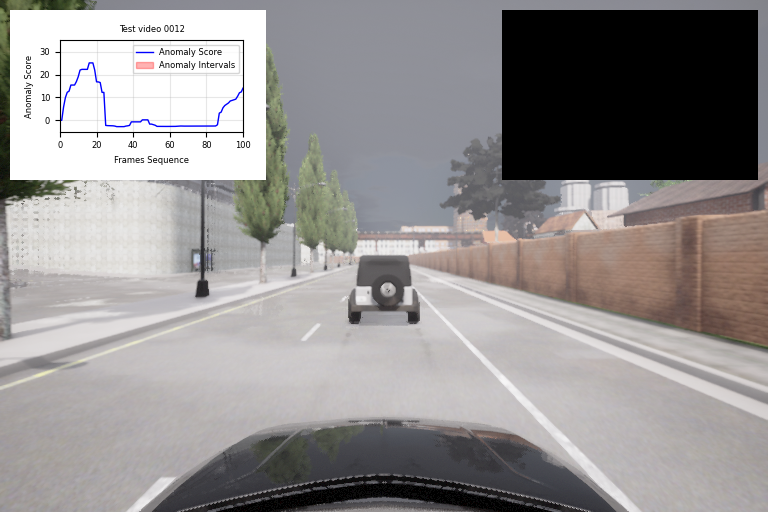 Test video 0012
Anomaly Score
Anomaly Intervals
Anomaly Score
30
20
10
0
0 20 40 60 80 100
Frames Sequence